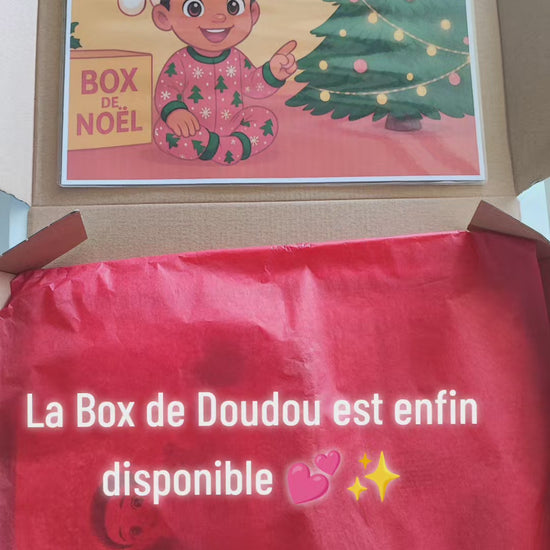 BOX
DE
NOËL
La Box de Doudou est enfin
disponible 💕✨